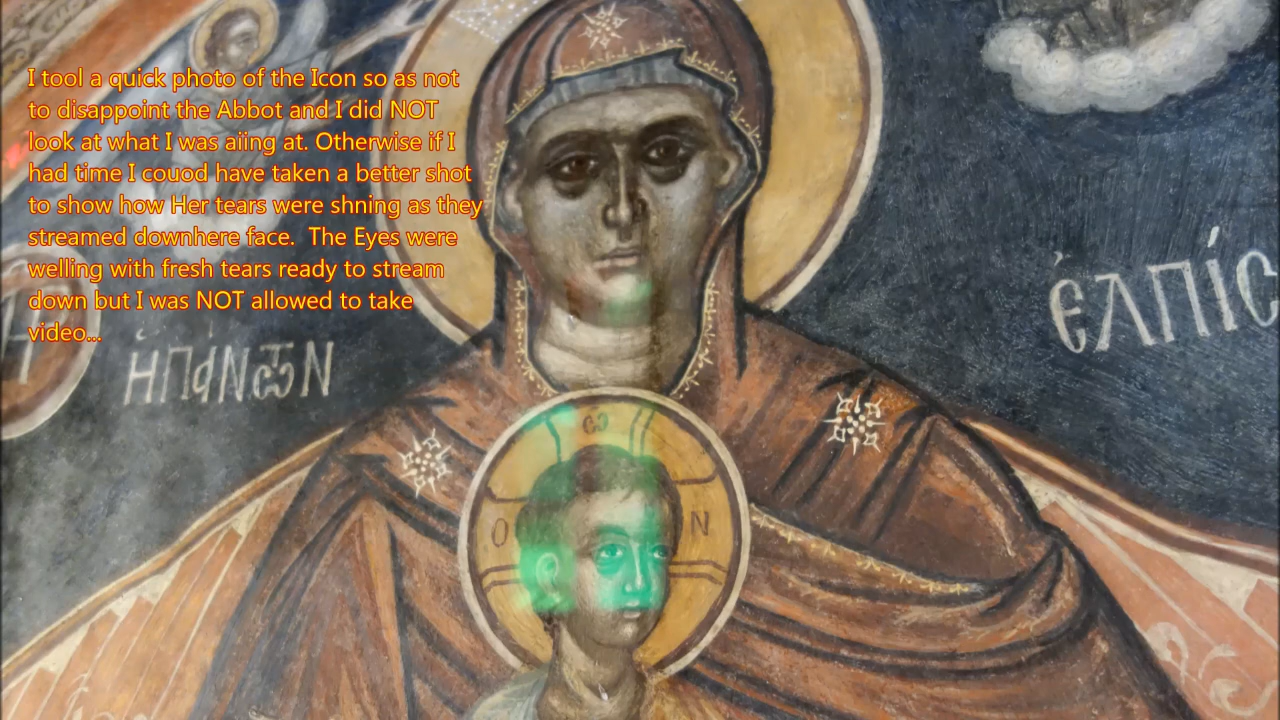 I tool a quick photo of the Icon so as not
to disappoint the Abbot and I did NOT
look at what I was aiing at. Otherwise if I
had time I couod have taken a better shot
to show how Her tears were shning as they
streamed downhere face.  The Eyes were
welling with fresh tears ready to stream
down but I was NOT allowed to take
video...
ἐλπίς
ἡ πάντων
ω
Ο Ν